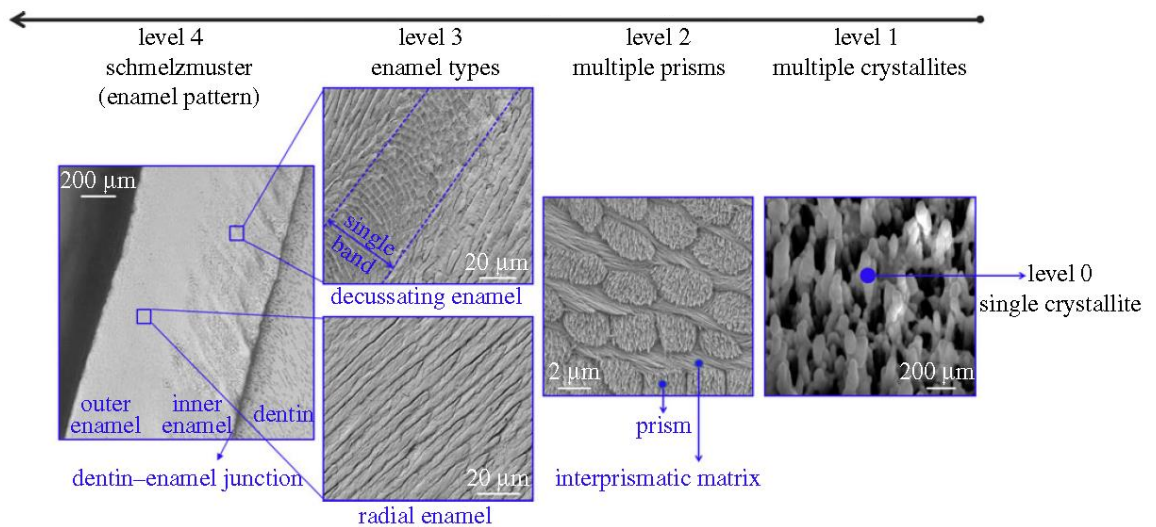 level 4
schmelzmuster
(enamel pattern)
level 3
enamel types
level 2
multiple prisms
level 1
multiple crystallites
200 µm
outer
enamel
inner
enamel
dentin
dentin–enamel junction
single
band
20 µm
decussating enamel
20 µm
radial enamel
2 µm
prism
interprismatic matrix
200 µm
level 0
single crystallite